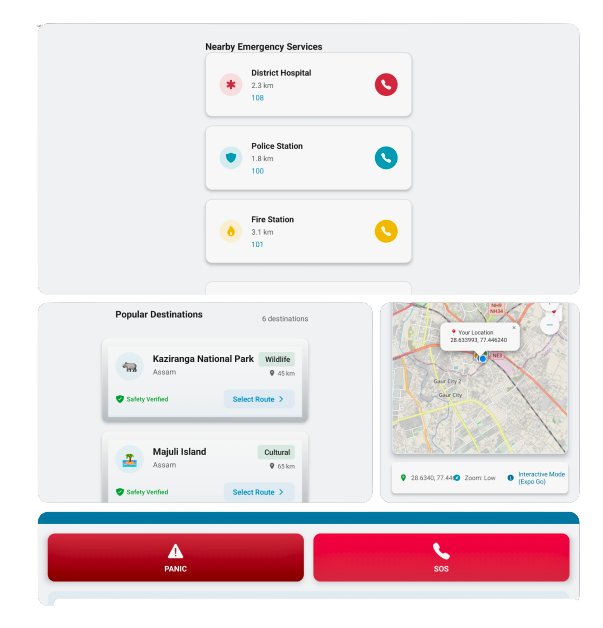 Nearby Emergency Services
District Hospital
2.3 km
108
Police Station
1.8 km
100
Fire Station
3.1 km
101
Popular Destinations
6 destinations
Kaziranga National Park
Wildlife
Assam
45 km
Safety Verified
Select Route
Majuli Island
Cultural
Assam
65 km
Safety Verified
Select Route
NH9
NH34
Your Location
28.633993, 77.446240
NE3
Gaur City 2
Gaur City
28.6340, 77.44
Zoom: Low
Interactive Mode
(Expo Go)
PANIC
SOS